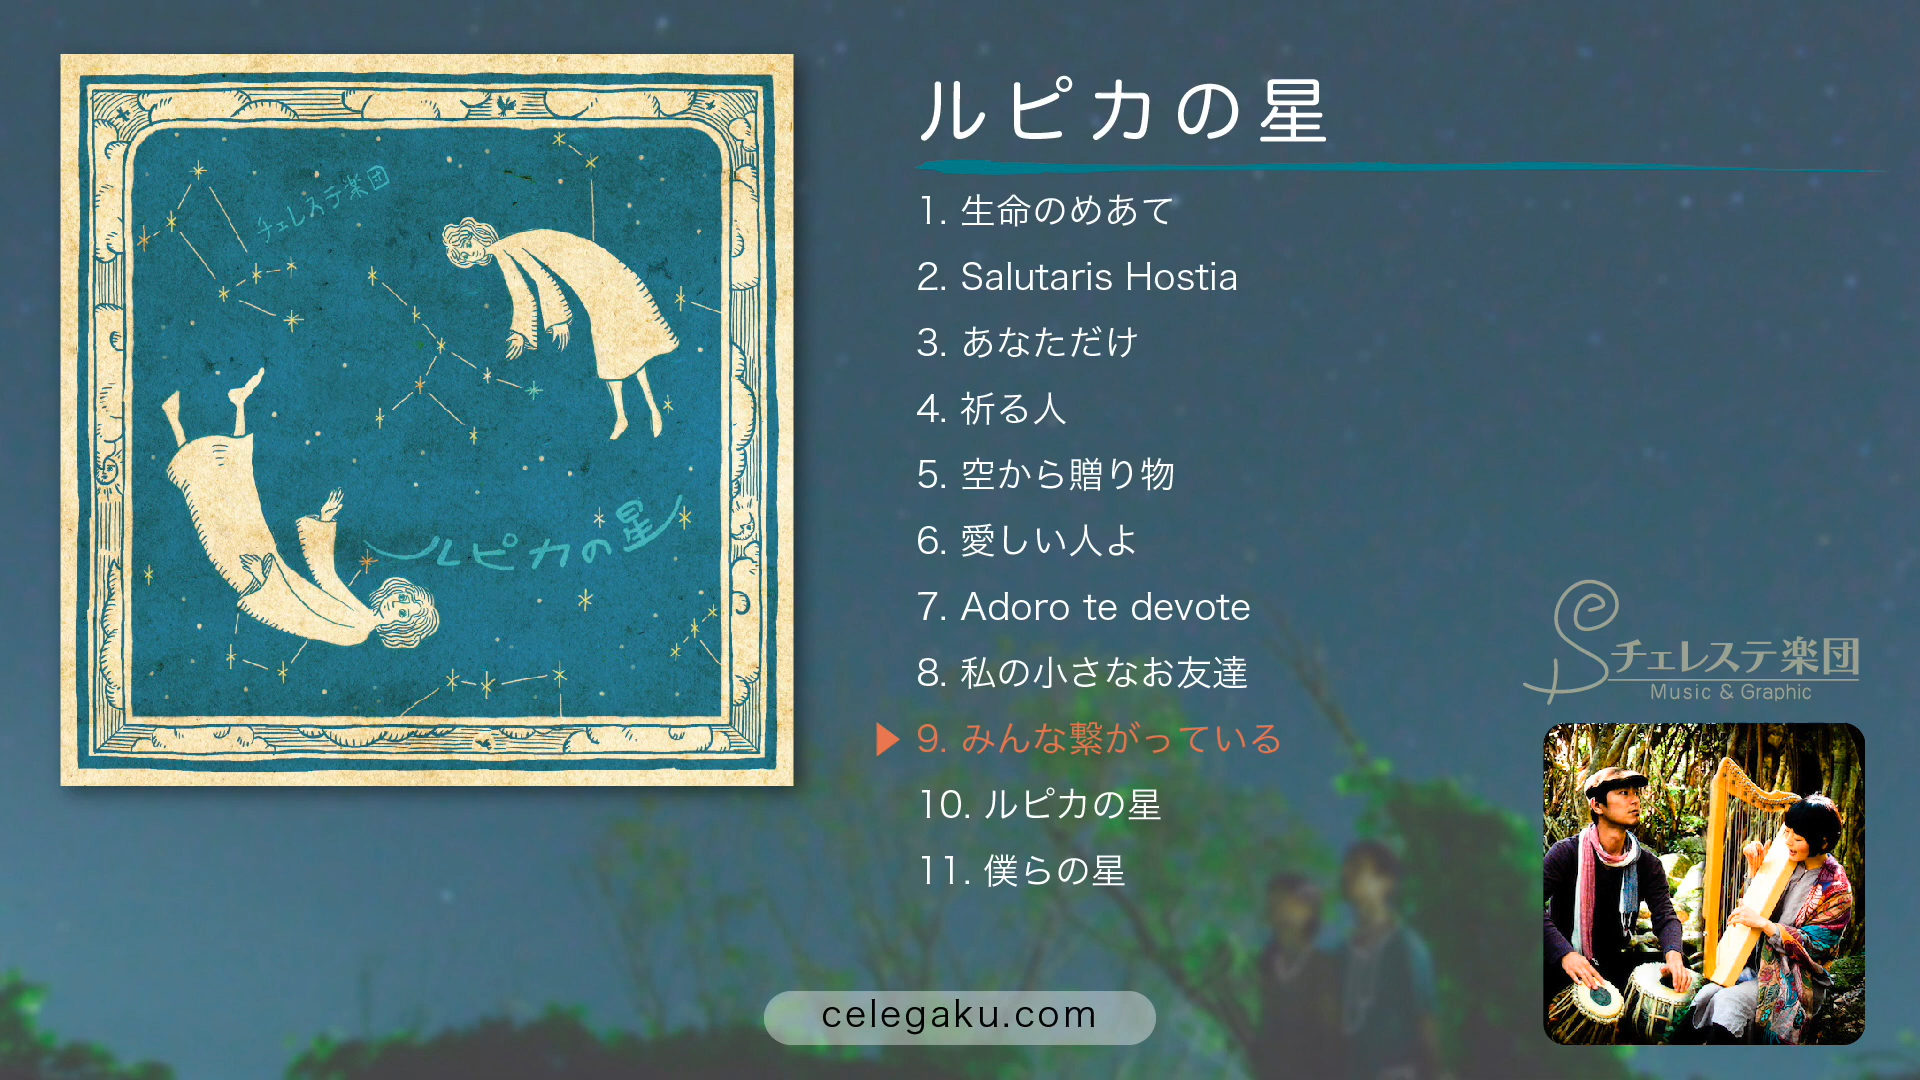 チェレステ楽団
ルピカの星
ルピカの星
1. 生命のめあて
2. Salutaris Hostia
3. あなただけ
4. 祈る人
5. 空から贈り物
6. 愛しい人よ
7. Adoro te devote
8. 私の小さなお友達
9. みんな繋がっている
10. ルピカの星
11. 僕らの星
チェレステ楽団
Music & Graphic
celegaku.com